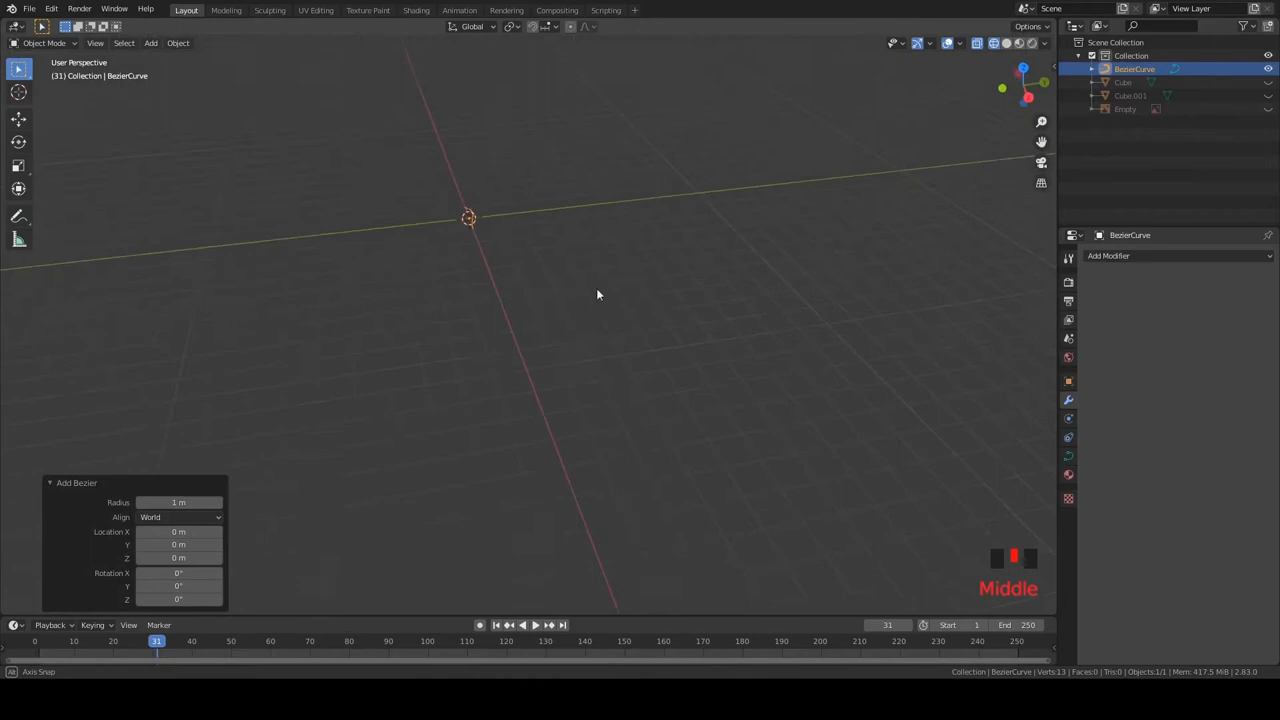 File Edit Render Window Help Layout Modeling Sculpting UV Editing Texture Paint Shading Animation Rendering Compositing Scripting + Scene View Layer
Global Options
Object Mode View Select Add Object
User Perspective
(31) Collection | BezierCurve
Scene Collection
Collection
BezierCurve
Cube
Cube.001
Empty
BezierCurve
Add Modifier
Add Bezier
Radius 1 m
Align World
Location X 0 m
Y 0 m
Z 0 m
Rotation X 0°
Y 0°
Z 0°
Middle
Playback Keying View Marker 31 Start 1 End 250
0 10 20 31 40 50 60 70 80 90 100 110 120 130 140 150 160 170 180 190 200 210 220 230 240 250
Alt Axis Snap Collection | BezierCurve | Verts:13 | Faces:0 | Tris:0 | Objects:1/1 | Mem: 417.5 MiB | 2.83.0